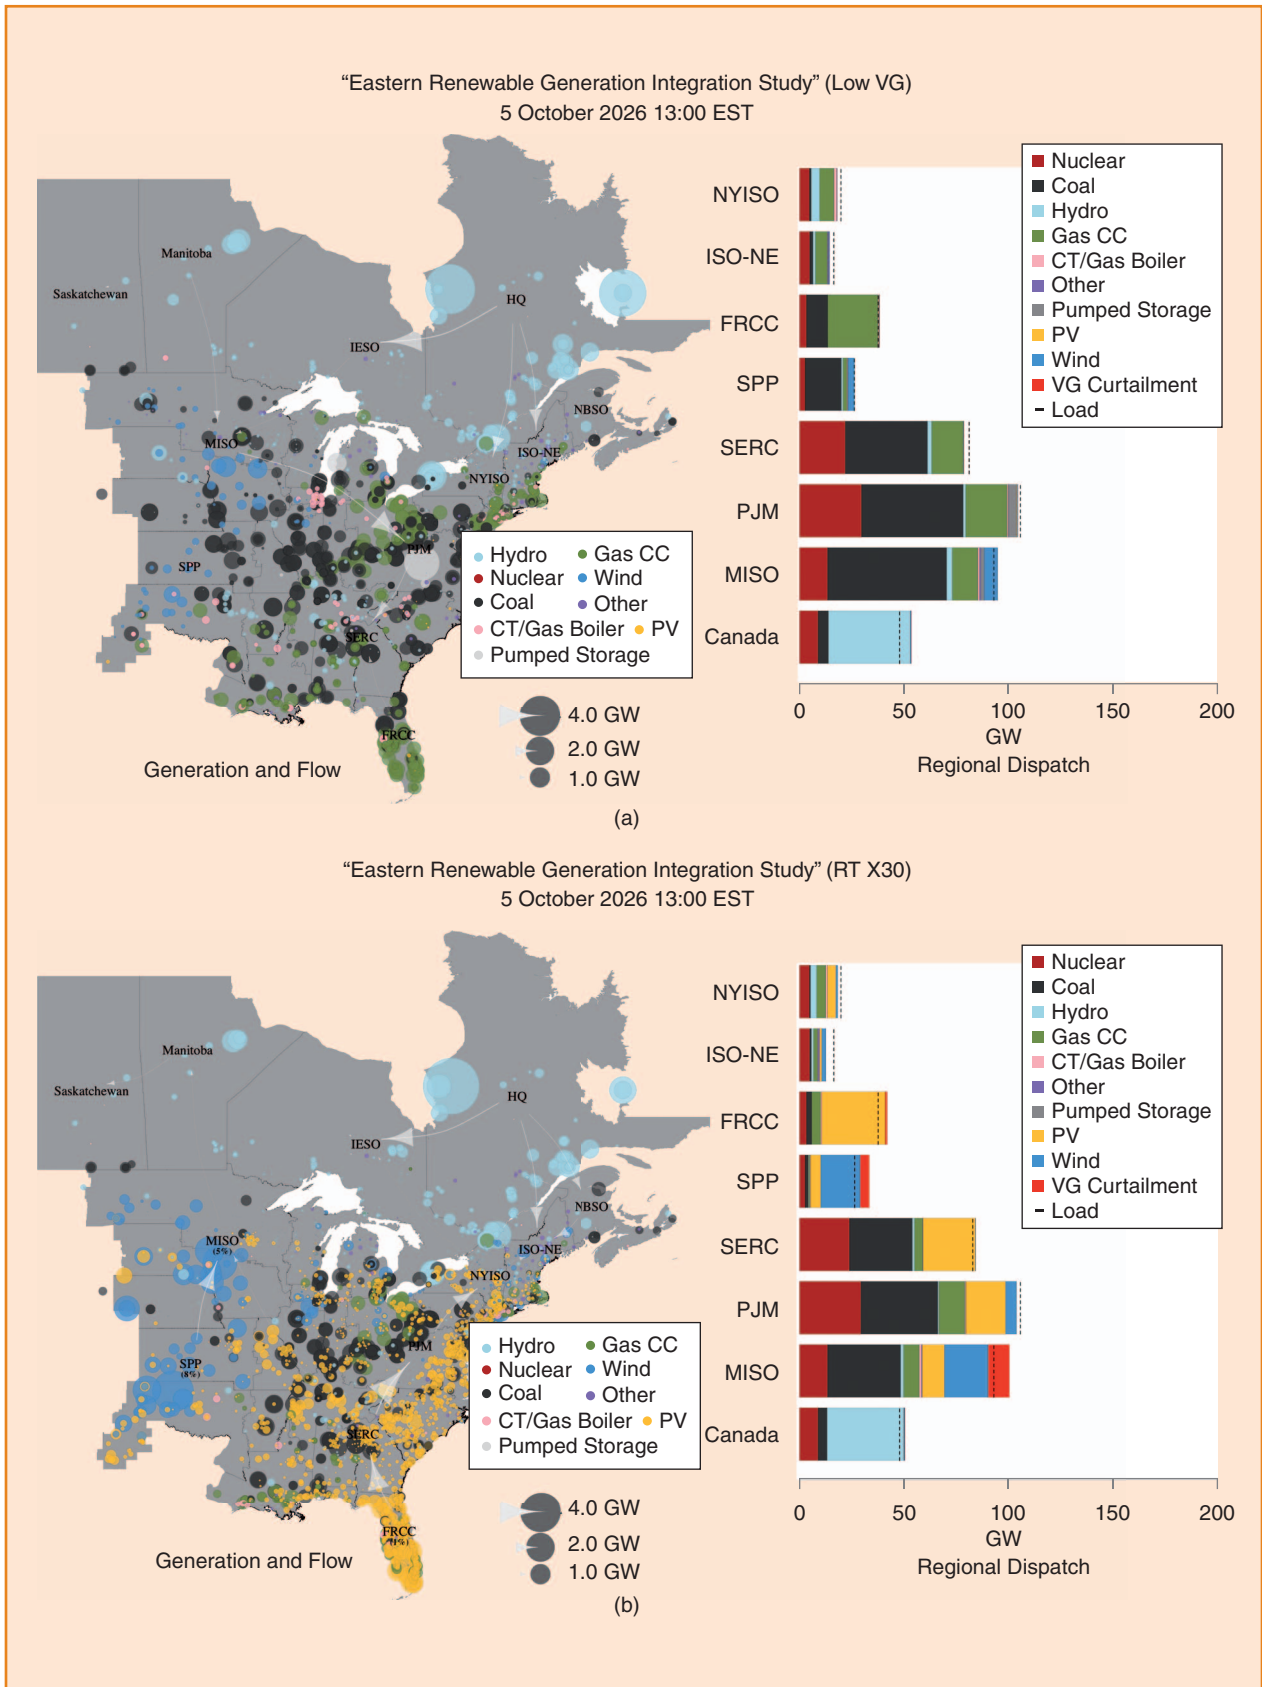 “Eastern Renewable Generation Integration Study” (Low VG)
5 October 2026 13:00 EST
Manitoba
Saskatchewan
HQ
IESO
NBSO
MISO
ISO-NE
NYISO
PJM
SPP
SERC
FRCC
Hydro
Gas CC
Nuclear
Wind
Coal
Other
CT/Gas Boiler
PV
Pumped Storage
4.0 GW
2.0 GW
1.0 GW
Generation and Flow
NYISO
ISO-NE
FRCC
SPP
SERC
PJM
MISO
Canada
0 50 100 150 200
GW
Regional Dispatch
Nuclear
Coal
Hydro
Gas CC
CT/Gas Boiler
Other
Pumped Storage
PV
Wind
VG Curtailment
Load
(a)
“Eastern Renewable Generation Integration Study” (RT X30)
5 October 2026 13:00 EST
Manitoba
Saskatchewan
HQ
IESO
NBSO
MISO
(5%)
ISO-NE
NYISO
PJM
SPP
(8%)
SERC
FRCC
(1%)
Hydro
Gas CC
Nuclear
Wind
Coal
Other
CT/Gas Boiler
PV
Pumped Storage
4.0 GW
2.0 GW
1.0 GW
Generation and Flow
NYISO
ISO-NE
FRCC
SPP
SERC
PJM
MISO
Canada
0 50 100 150 200
GW
Regional Dispatch
Nuclear
Coal
Hydro
Gas CC
CT/Gas Boiler
Other
Pumped Storage
PV
Wind
VG Curtailment
Load
(b)